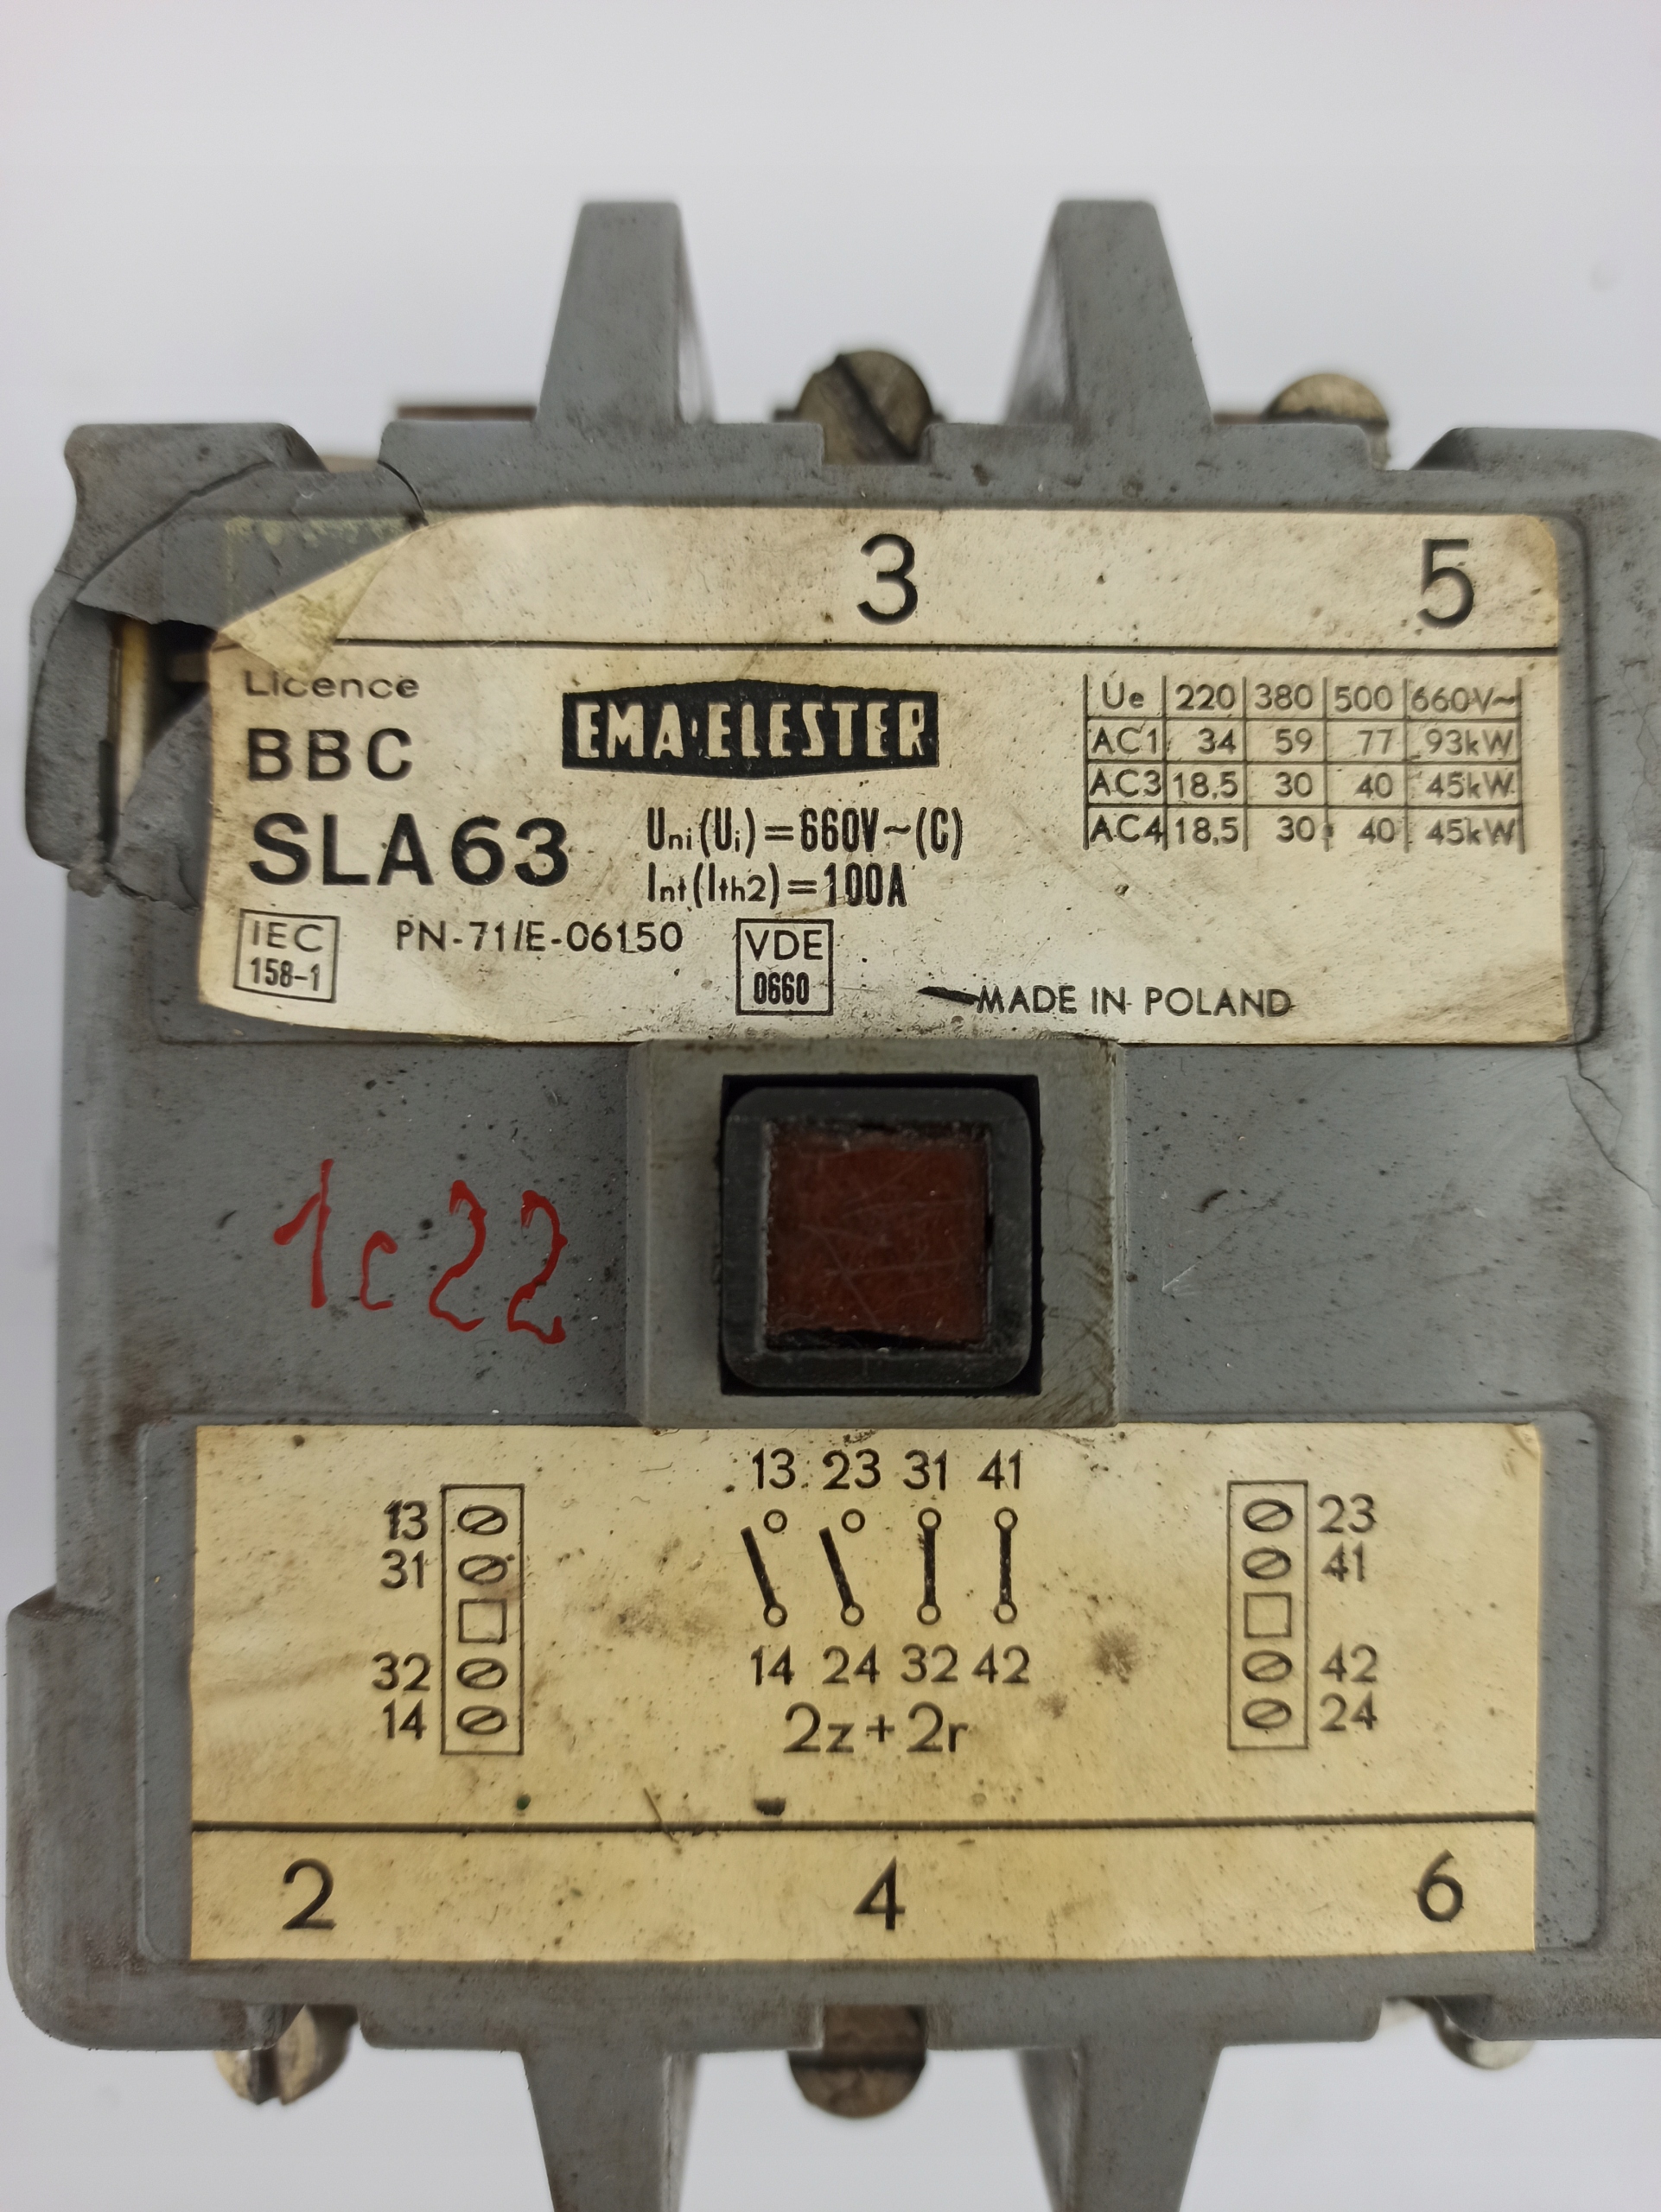 3 5
Licence
BBC
SLA63
EMA·ELESTER
Uni(Ui)=660V~(C)
Int(Ith2)=100A
Ue 220 380 500 660V~
AC1 34 59 77 93kW
AC3 18,5 30 40 45kW
AC4 18,5 30 40 45kW
IEC
158-1
PN-71/E-06150
VDE
0660
MADE IN POLAND
1c22
13 23 31 41
13
31
32
14
14 24 32 42
2z+2r
23
41
42
24
2 4 6